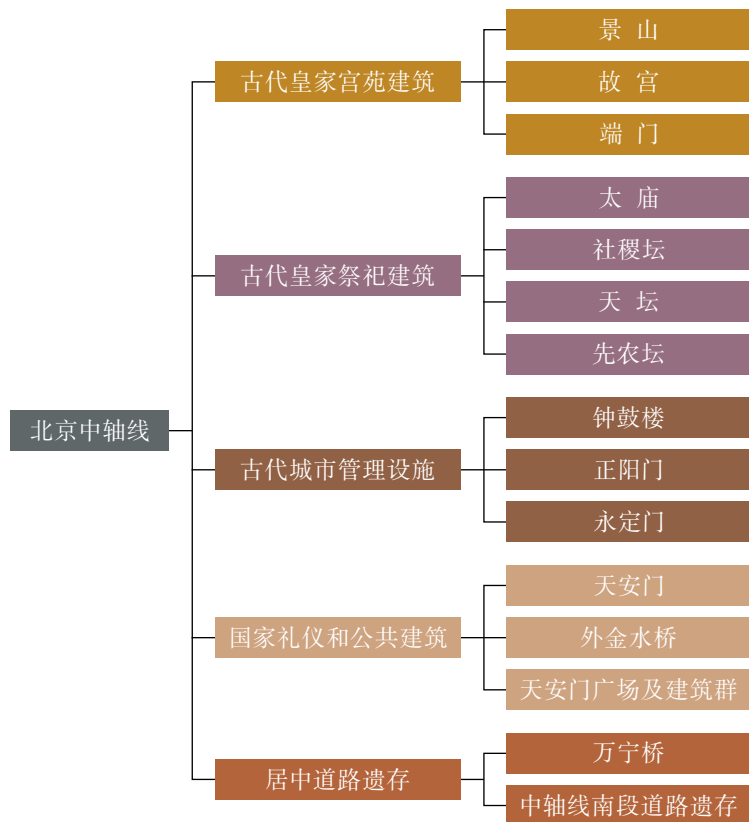 北京中轴线
古代皇家宫苑建筑
景 山
故 宫
端 门
古代皇家祭祀建筑
太 庙
社稷坛
天 坛
先农坛
古代城市管理设施
钟鼓楼
正阳门
永定门
国家礼仪和公共建筑
天安门
外金水桥
天安门广场及建筑群
居中道路遗存
万宁桥
中轴线南段道路遗存